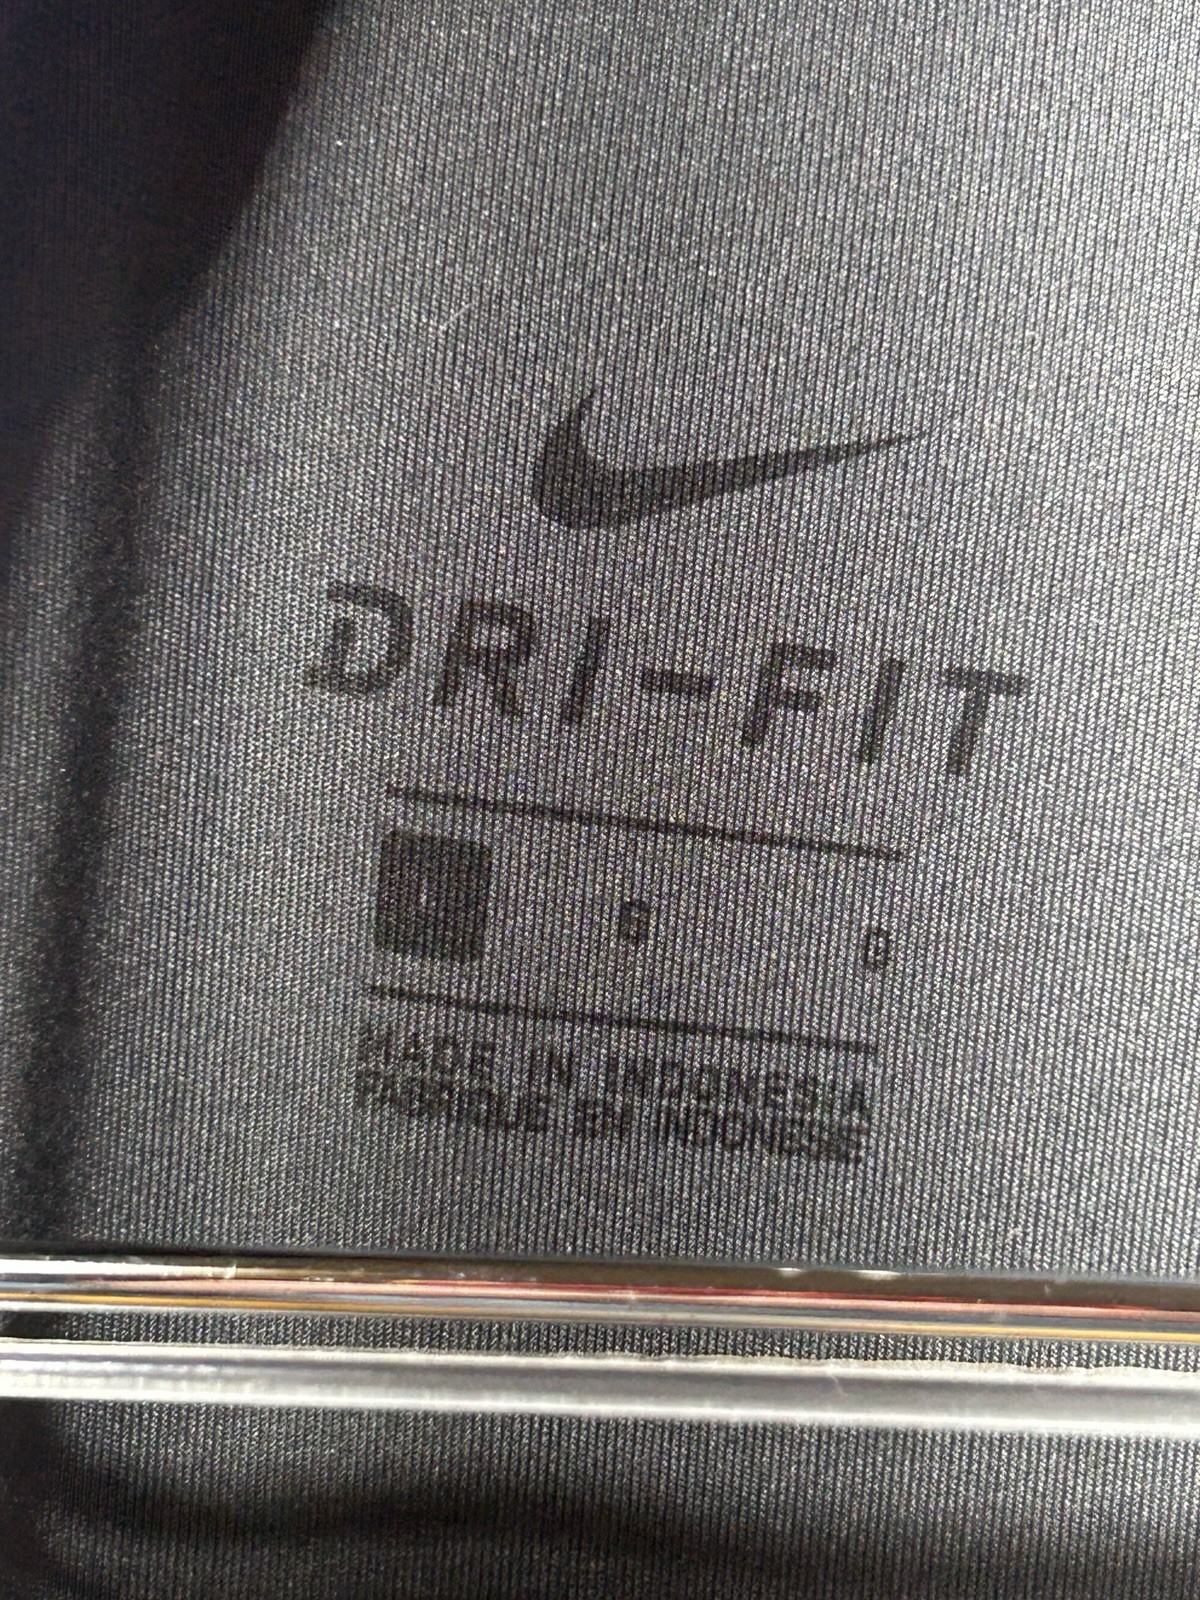 DRI-FIT
G G
MADE IN INDONESIA
FABRIQUE EN INDONESIE